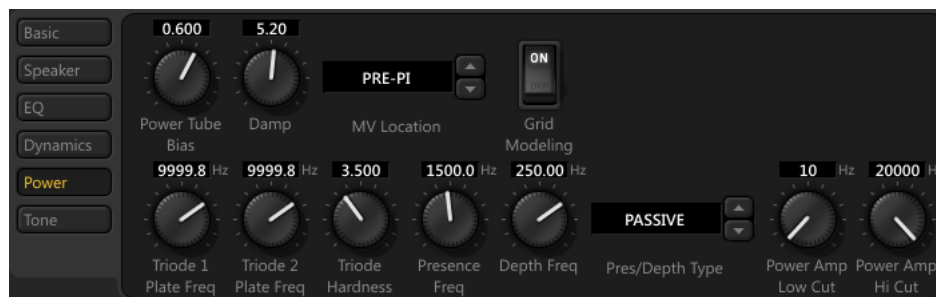 Basic
Speaker
EQ
Dynamics
Power
Tone
0.600 5.20
PRE-PI
ON
OFF
Power Tube Bias
Damp
MV Location
Grid Modeling
9999.8 Hz 9999.8 Hz 3.500 1500.0 Hz 250.00 Hz
PASSIVE
10 Hz 20000 H
Triode 1 Plate Freq
Triode 2 Plate Freq
Triode Hardness
Presence Freq
Depth Freq
Pres/Depth Type
Power Amp Low Cut
Power Amp Hi Cut